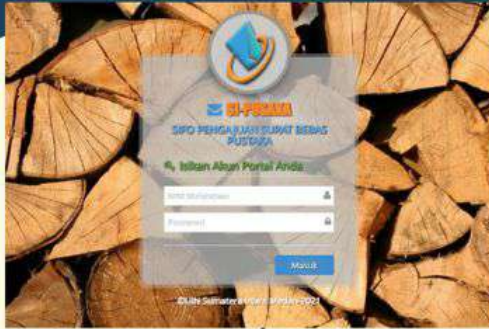 SI-PUSAKA
SIFO PENGAJUAN SURAT BEBAS
PUSTAKA
Isikan Akun Portal Anda
NIM Mahasiswa
Password
Masuk
©UIN Sumatera Utara Medan-2021